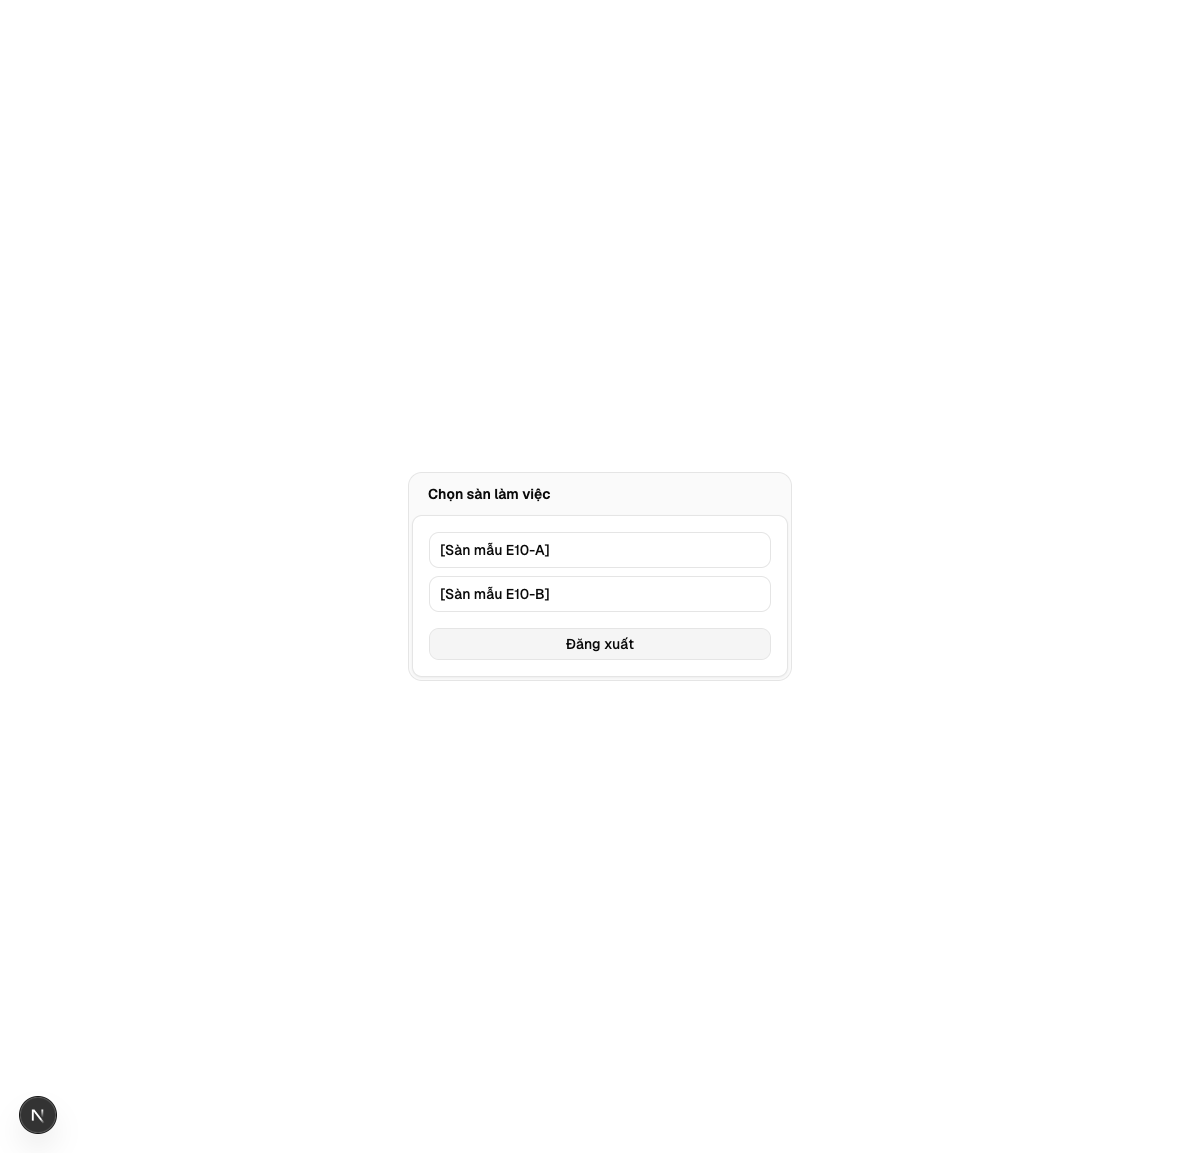 Chọn sàn làm việc
[Sàn mẫu E10-A]
[Sàn mẫu E10-B]
Đăng xuất
N